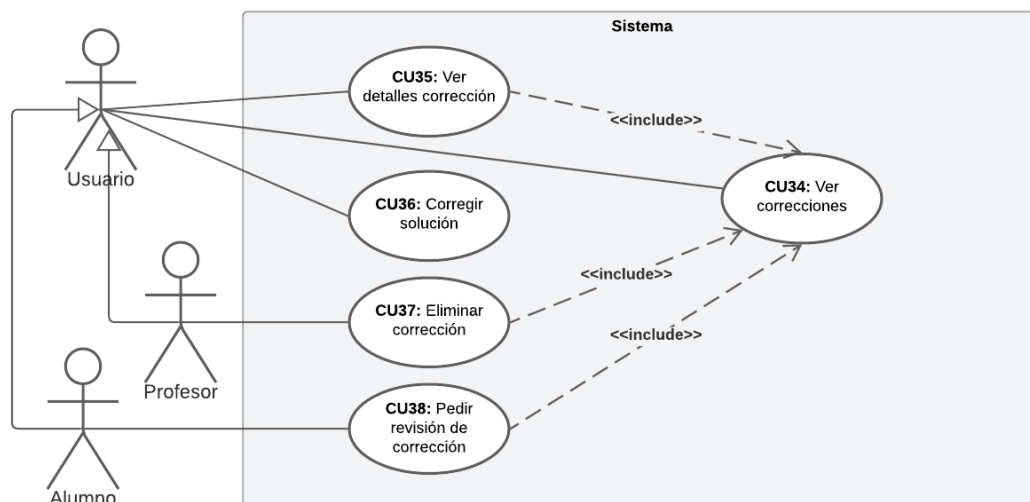 Sistema
CU35: Ver
detalles corrección
<<include>>
Usuario
CU34: Ver
correcciones
CU36: Corregir
solución
<<include>>
CU37: Eliminar
corrección
<<include>>
Profesor
CU38: Pedir
revisión de
corrección
Alumno